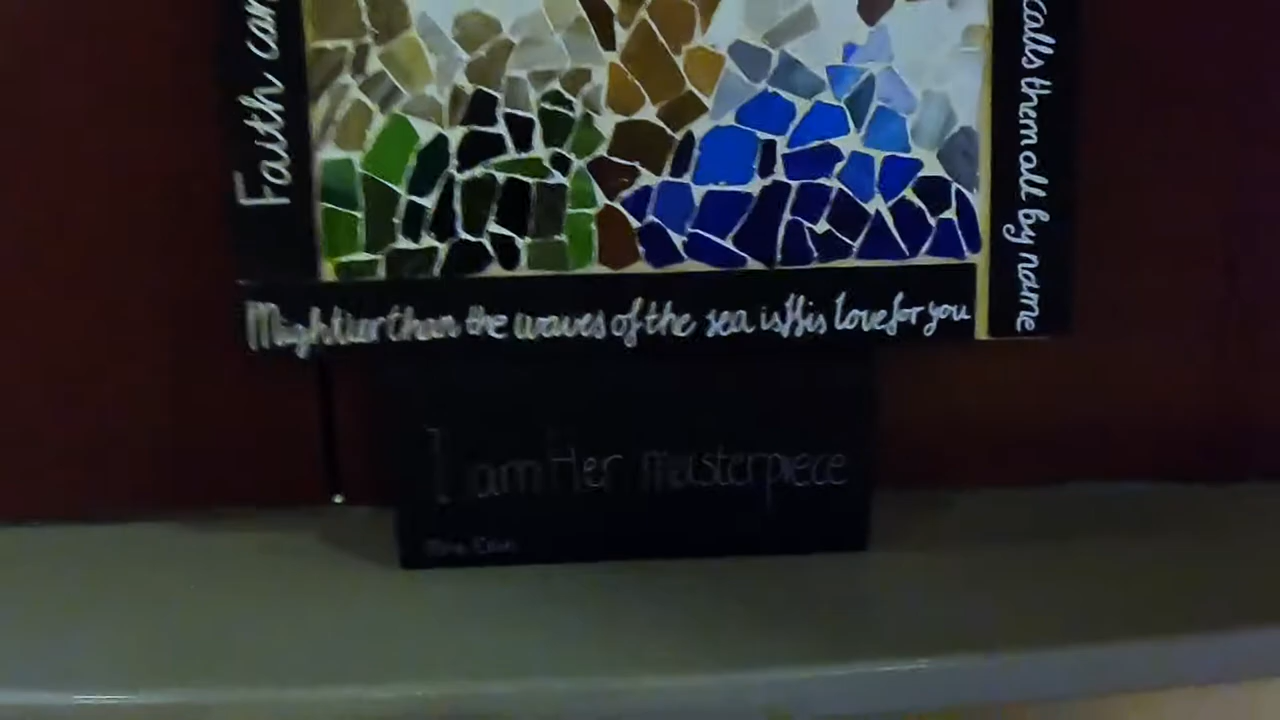 Faith can
calls them all by name
Mightier than the waves of the sea is His love for you
I am Her masterpiece